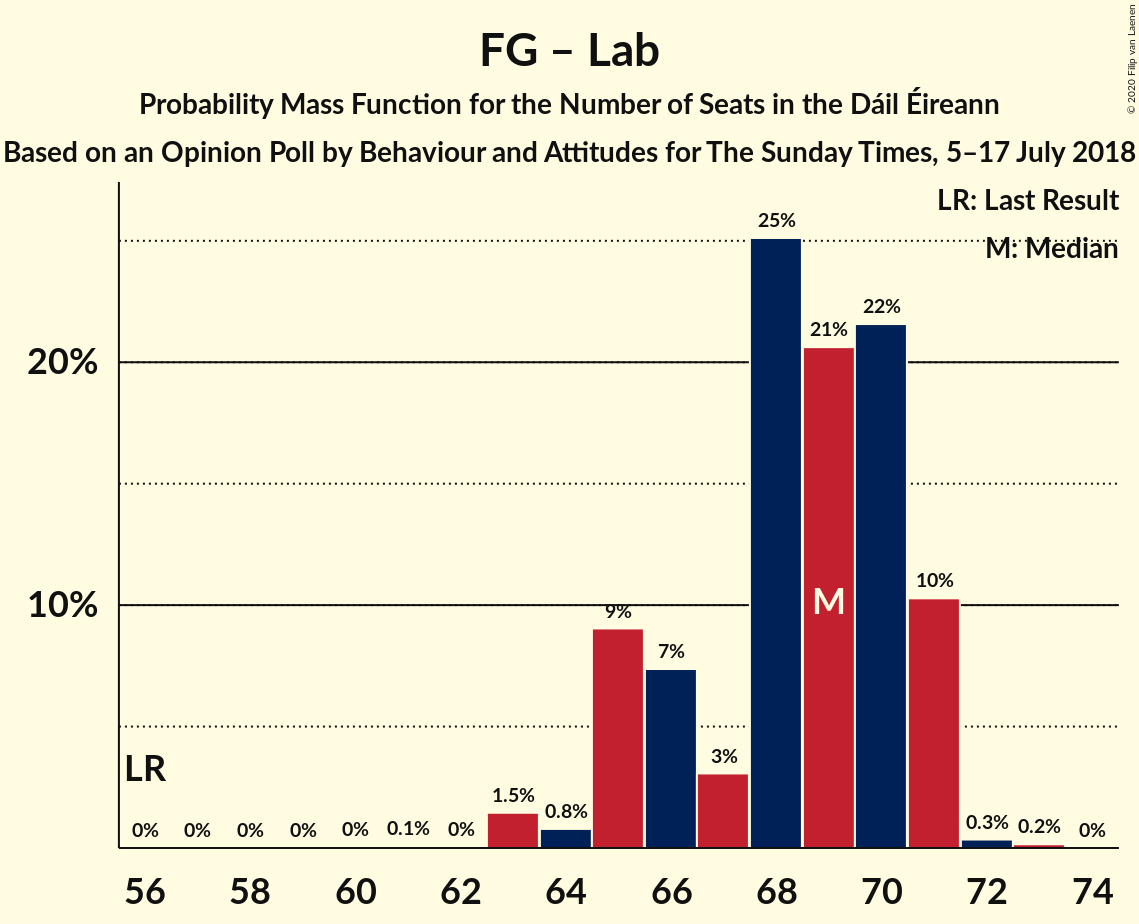 FG – Lab
Probability Mass Function for the Number of Seats in the Dáil Éireann
Based on an Opinion Poll by Behaviour and Attitudes for The Sunday Times, 5–17 July 2018
© 2020 Filip van Laenen
LR: Last Result
M: Median
20%
10%
LR
0% 0% 0% 0% 0% 0.1% 0% 1.5% 0.8% 9% 7% 3% 25% 21% 22% 10% 0.3% 0.2% 0%
M
56 58 60 62 64 66 68 70 72 74